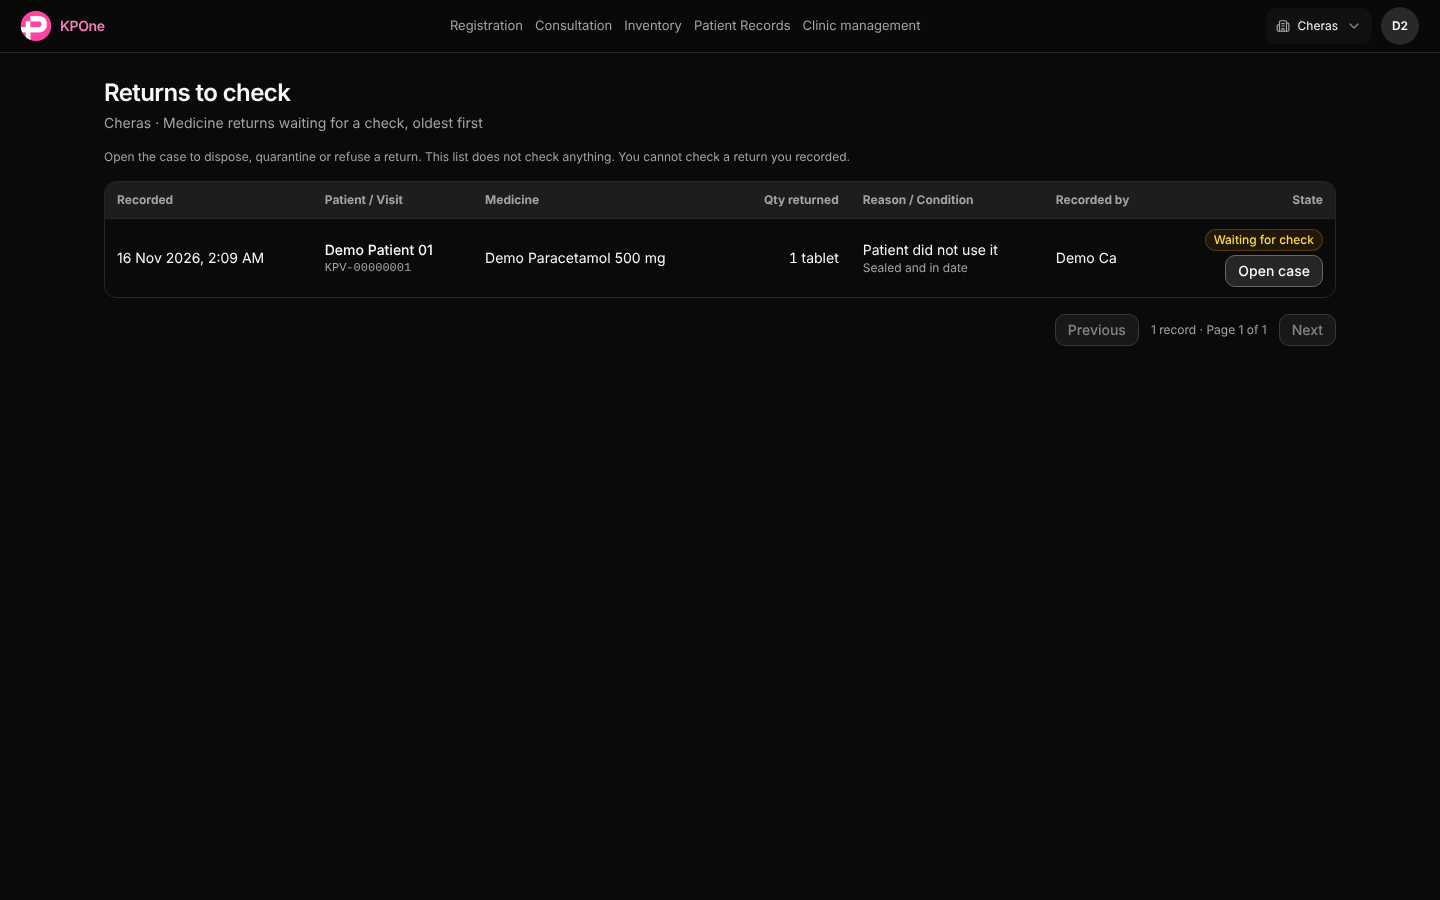 KPOne
Registration Consultation Inventory Patient Records Clinic management
Cheras
D2
Returns to check
Cheras · Medicine returns waiting for a check, oldest first
Open the case to dispose, quarantine or refuse a return. This list does not check anything. You cannot check a return you recorded.
Recorded Patient / Visit Medicine Qty returned Reason / Condition Recorded by State
16 Nov 2026, 2:09 AM
Demo Patient 01
KPV-00000001
Demo Paracetamol 500 mg
1 tablet
Patient did not use it
Sealed and in date
Demo Ca
Waiting for check
Open case
Previous 1 record · Page 1 of 1 Next